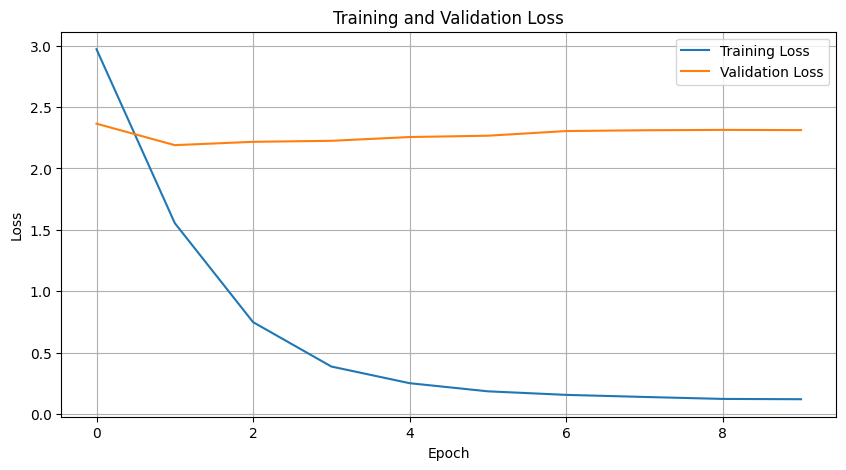 Training and Validation Loss
Training Loss
Validation Loss
3.0
2.5
2.0
1.5
1.0
0.5
0.0
Loss
0 2 4 6 8
Epoch